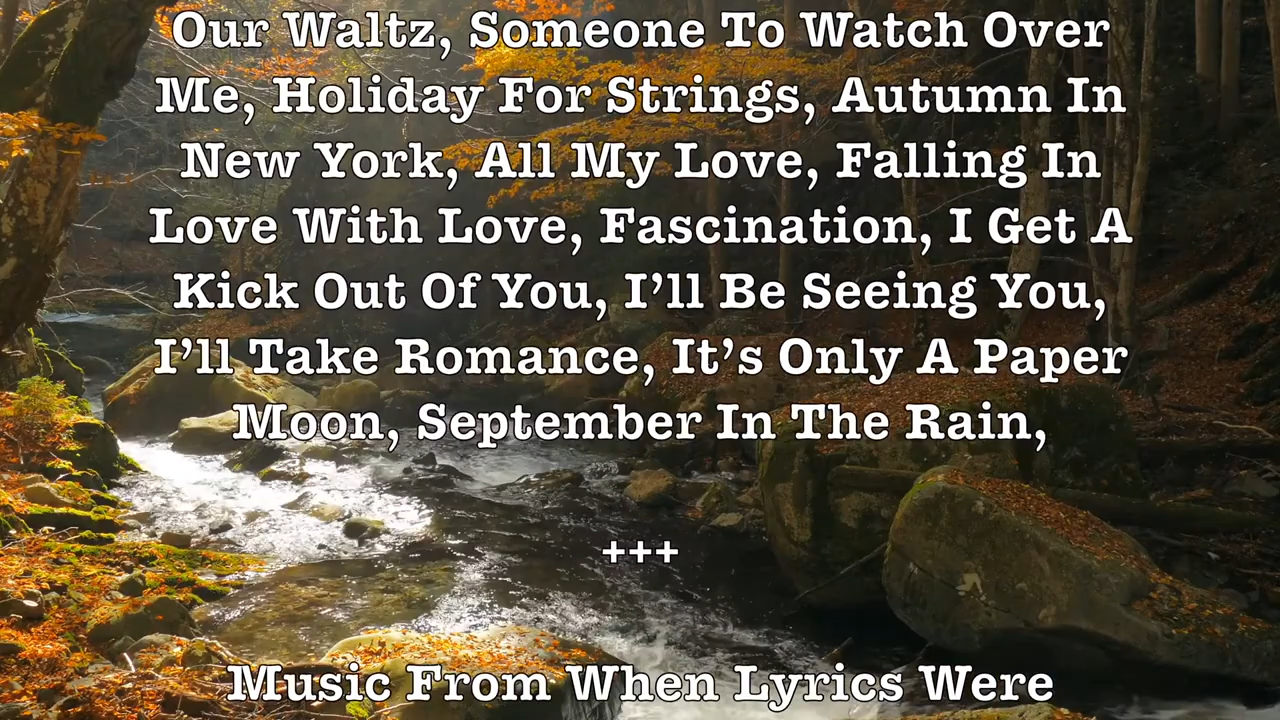 Our Waltz, Someone To Watch Over
Me, Holiday For Strings, Autumn In
New York, All My Love, Falling In
Love With Love, Fascination, I Get A
Kick Out Of You, I’ll Be Seeing You,
I’ll Take Romance, It’s Only A Paper
Moon, September In The Rain,
+++
Music From When Lyrics Were